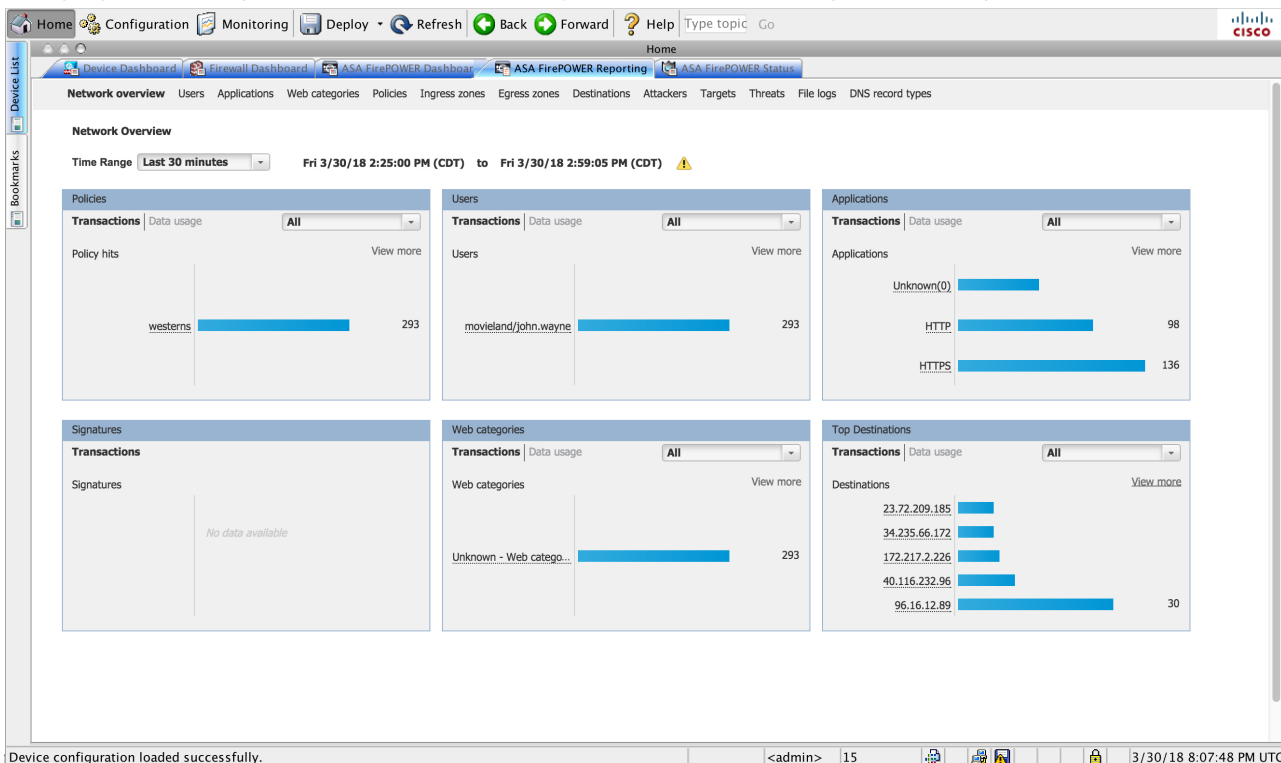 Home Configuration Monitoring Deploy Refresh Back Forward Help Type topic Go
CISCO
Home
Device List
Bookmarks
Device Dashboard Firewall Dashboard ASA FirePOWER Dashboar ASA FirePOWER Reporting ASA FirePOWER Status
Network overview Users Applications Web categories Policies Ingress zones Egress zones Destinations Attackers Targets Threats File logs DNS record types
Network Overview
Time Range Last 30 minutes Fri 3/30/18 2:25:00 PM (CDT) to Fri 3/30/18 2:59:05 PM (CDT)
Policies
Transactions Data usage All
Policy hits View more
westerns 293
Users
Transactions Data usage All
Users View more
movieland/john.wayne 293
Applications
Transactions Data usage All
Applications View more
Unknown(0)
HTTP 98
HTTPS 136
Signatures
Transactions
Signatures
No data available
Web categories
Transactions Data usage All
Web categories View more
Unknown - Web catego... 293
Top Destinations
Transactions Data usage All
Destinations View more
23.72.209.185
34.235.66.172
172.217.2.226
40.116.232.96
96.16.12.89 30
Device configuration loaded successfully. <admin> 15 3/30/18 8:07:48 PM UTC